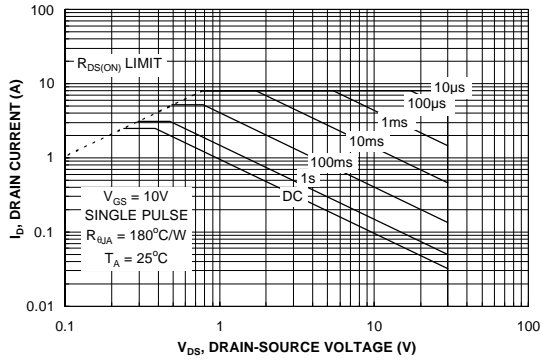 100
10
1
0.1
0.01
I_D, DRAIN CURRENT (A)
R_DS(ON) LIMIT
10µs
100µs
1ms
10ms
100ms
1s
DC
V_GS = 10V
SINGLE PULSE
R_θJA = 180°C/W
T_A = 25°C
0.1 1 10 100
V_DS, DRAIN-SOURCE VOLTAGE (V)